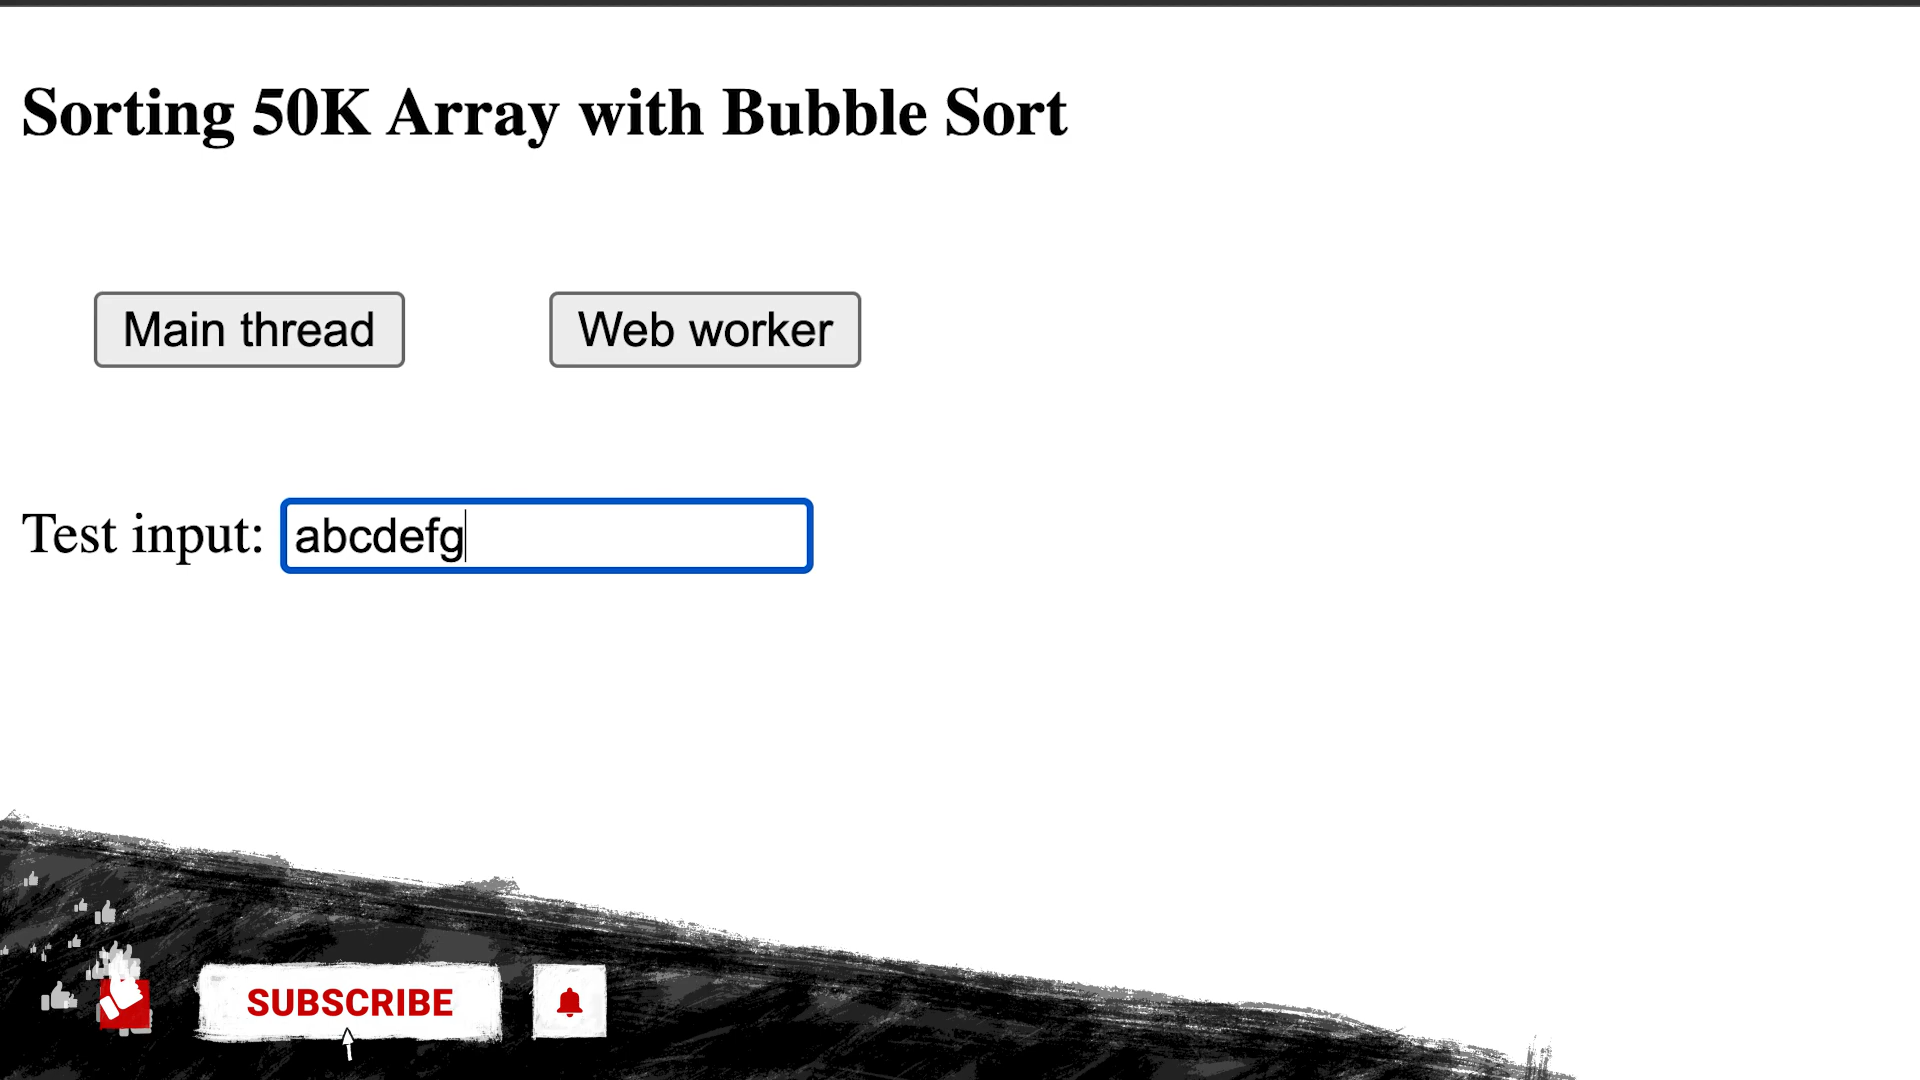 Sorting 50K Array with Bubble Sort
Main thread Web worker
Test input: abcdefg
SUBSCRIBE